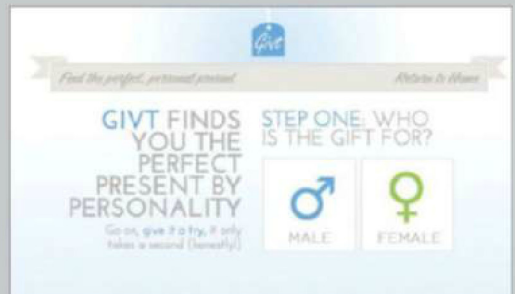 Givt
Find the perfect, personal present
Return to Home
GIVT FINDS
YOU THE
PERFECT
PRESENT BY
PERSONALITY
Go on, give it a try, it only
takes a second (honestly!)
STEP ONE: WHO
IS THE GIFT FOR?
MALE
FEMALE